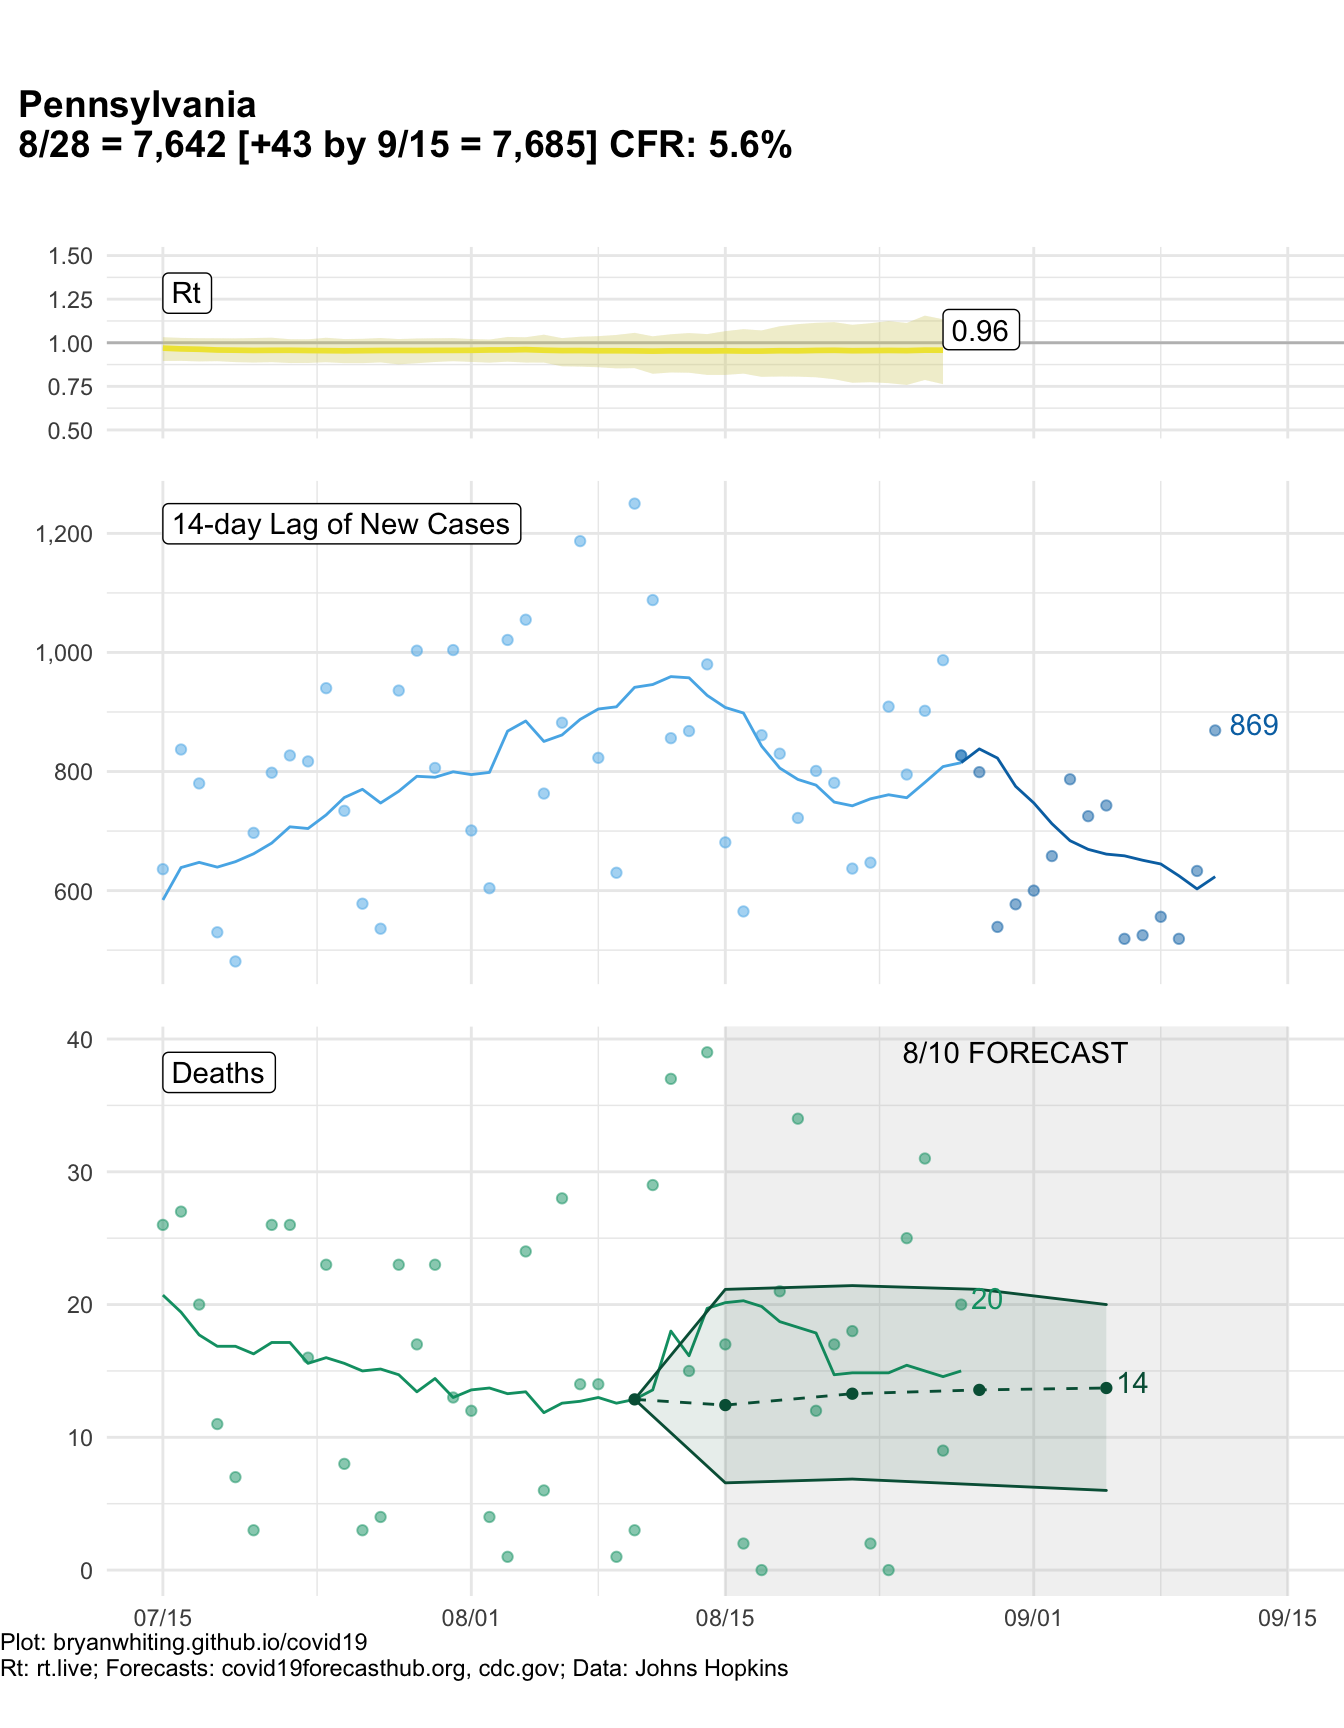 Pennsylvania
8/28 = 7,642 [+43 by 9/15 = 7,685] CFR: 5.6%
1.50
Rt
1.25
0.96
1.00
0.75
0.50
14-day Lag of New Cases
1,200
1,000
869
800
600
40
8/10 FORECAST
Deaths
30
20
20
14
10
0
07/15 08/01 08/15 09/01 09/15
Plot: bryanwhiting.github.io/covid19
Rt: rt.live; Forecasts: covid19forecasthub.org, cdc.gov; Data: Johns Hopkins